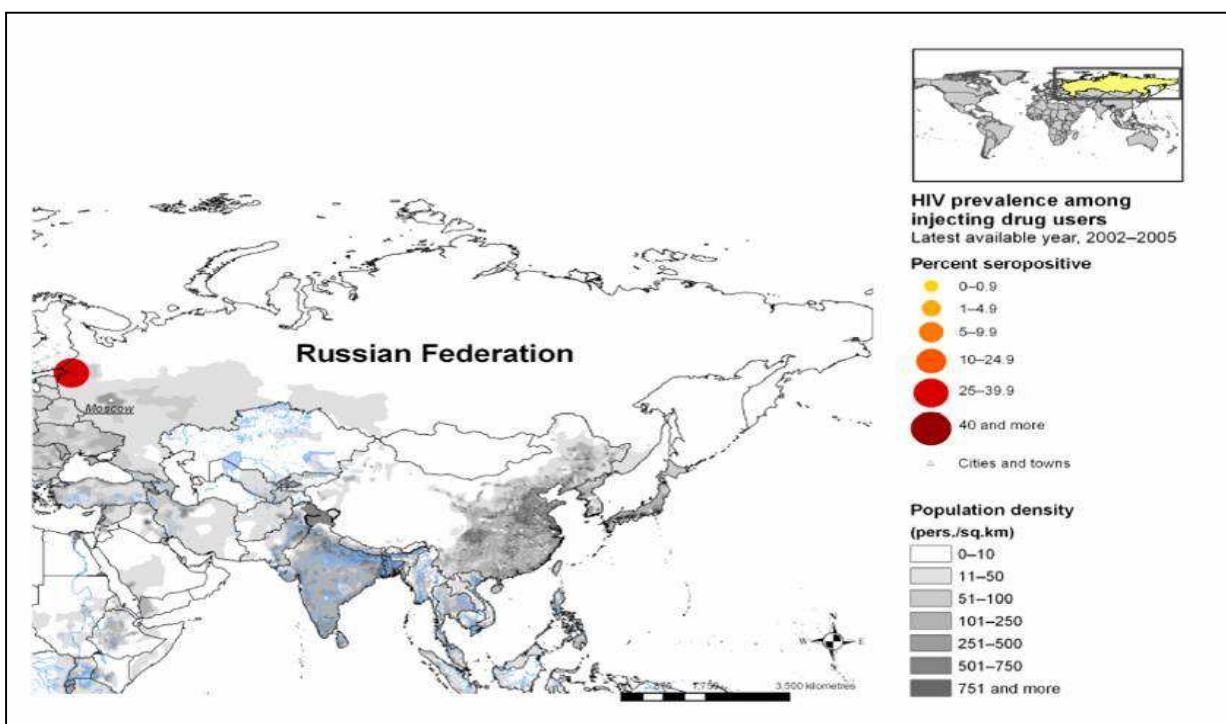 Russian Federation
Moscow
HIV prevalence among
injecting drug users
Latest available year, 2002–2005
Percent seropositive
0–0.9
1–4.9
5–9.9
10–24.9
25–39.9
40 and more
Cities and towns
Population density
(pers./sq.km)
0–10
11–50
51–100
101–250
251–500
501–750
751 and more
N
W E
S
1,750 3,500 kilometres